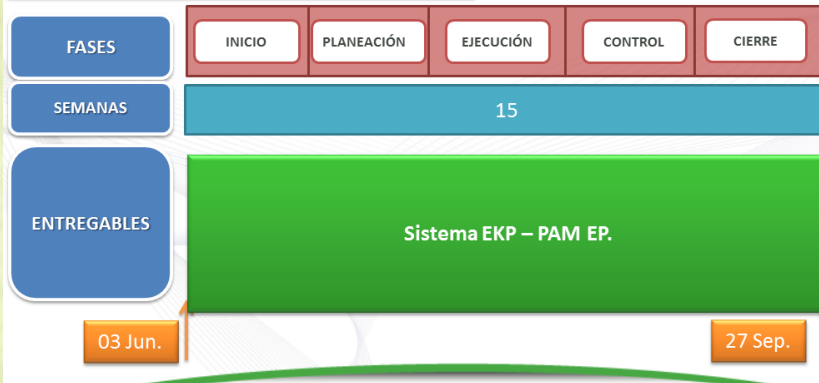 FASES
INICIO
PLANEACIÓN
EJECUCIÓN
CONTROL
CIERRE
SEMANAS
15
ENTREGABLES
Sistema EKP – PAM EP.
03 Jun.
27 Sep.